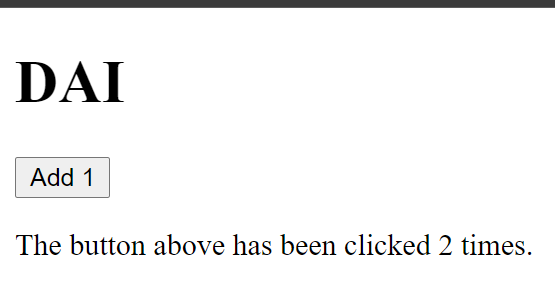 DAI
Add 1
The button above has been clicked 2 times.